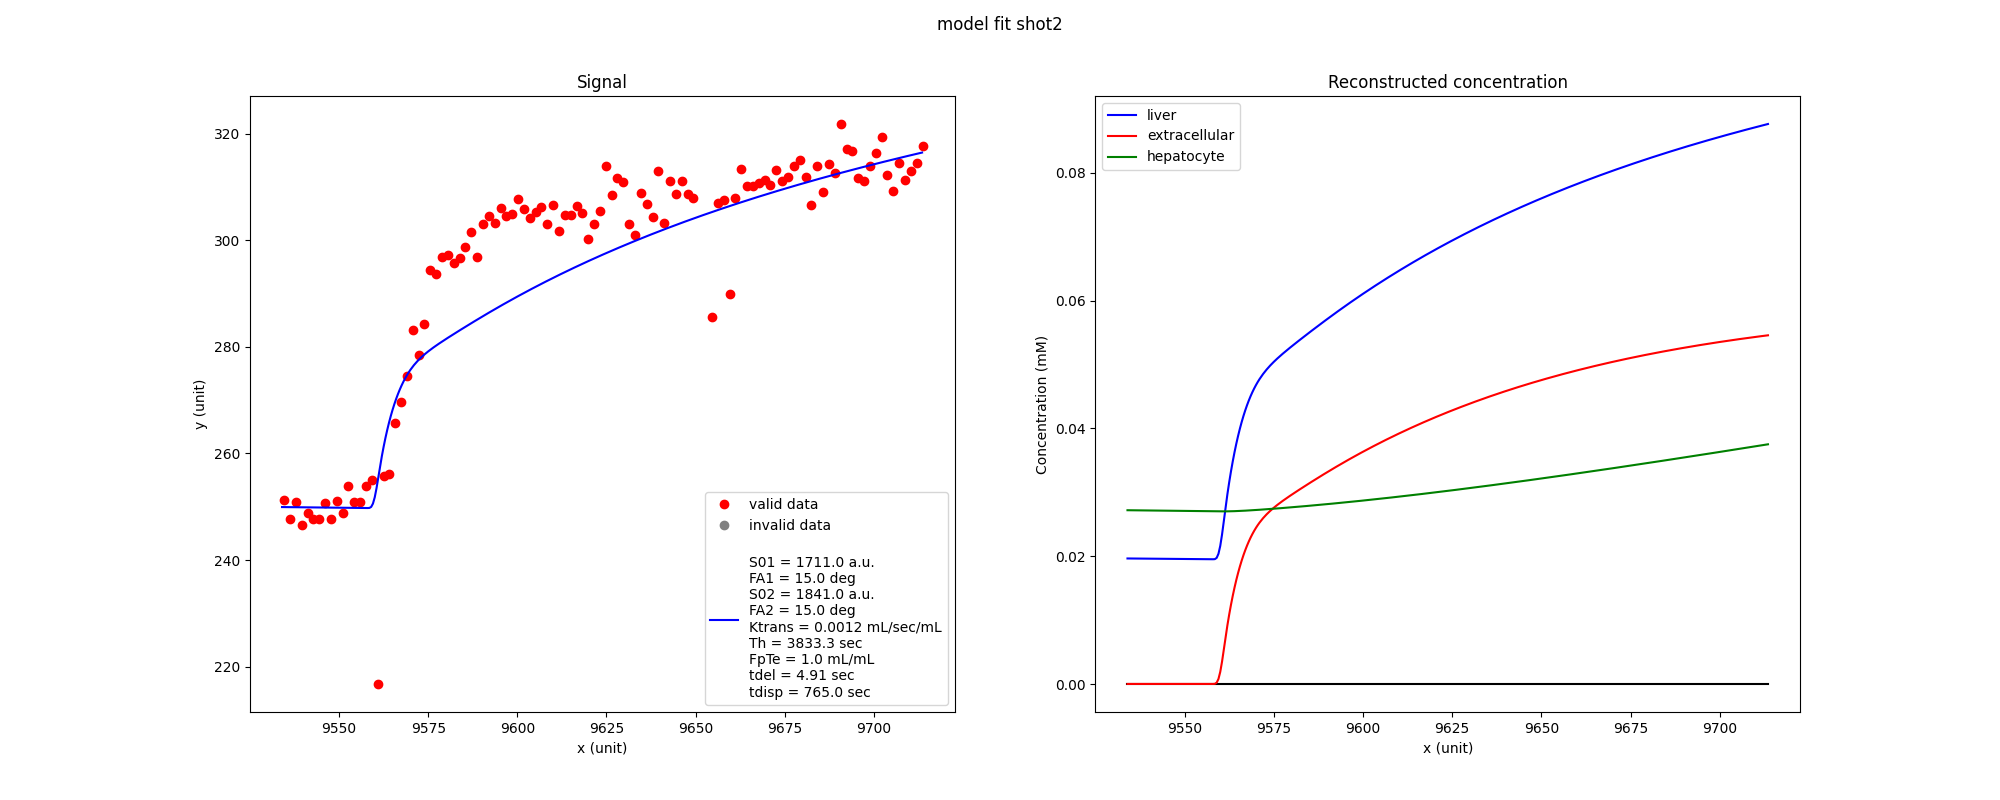 model fit shot2
Signal
y (unit)
320
300
280
260
240
220
valid data
invalid data
S01 = 1711.0 a.u.
FA1 = 15.0 deg
S02 = 1841.0 a.u.
FA2 = 15.0 deg
Ktrans = 0.0012 mL/sec/mL
Th = 3833.3 sec
FpTe = 1.0 mL/mL
tdel = 4.91 sec
tdisp = 765.0 sec
9550 9575 9600 9625 9650 9675 9700
x (unit)
Reconstructed concentration
Concentration (mM)
liver
extracellular
hepatocyte
0.08
0.06
0.04
0.02
0.00
9550 9575 9600 9625 9650 9675 9700
x (unit)